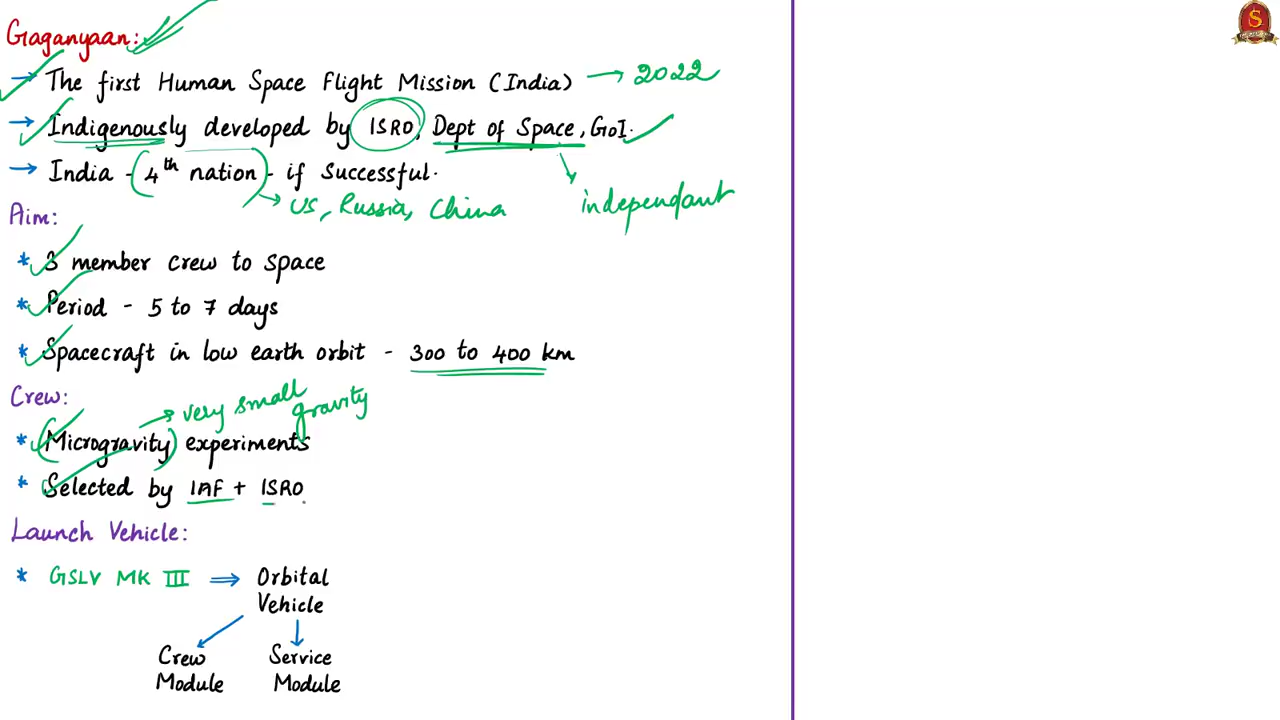 Gaganyaan:
→ The first Human Space Flight Mission (India) → 2022
→ Indigenously developed by ISRO, Dept of Space, GoI.
→ India - (4th nation) - if successful.
→ US, Russia, China
independant
Aim:
* 3 member crew to space
* Period - 5 to 7 days
* Spacecraft in low earth orbit - 300 to 400 km
Crew:
→ very small gravity
* (Microgravity) experiments
* Selected by IAF + ISRO
Launch Vehicle:
* GSLV MK III ⇒ Orbital
Vehicle
Crew Service
Module Module
S